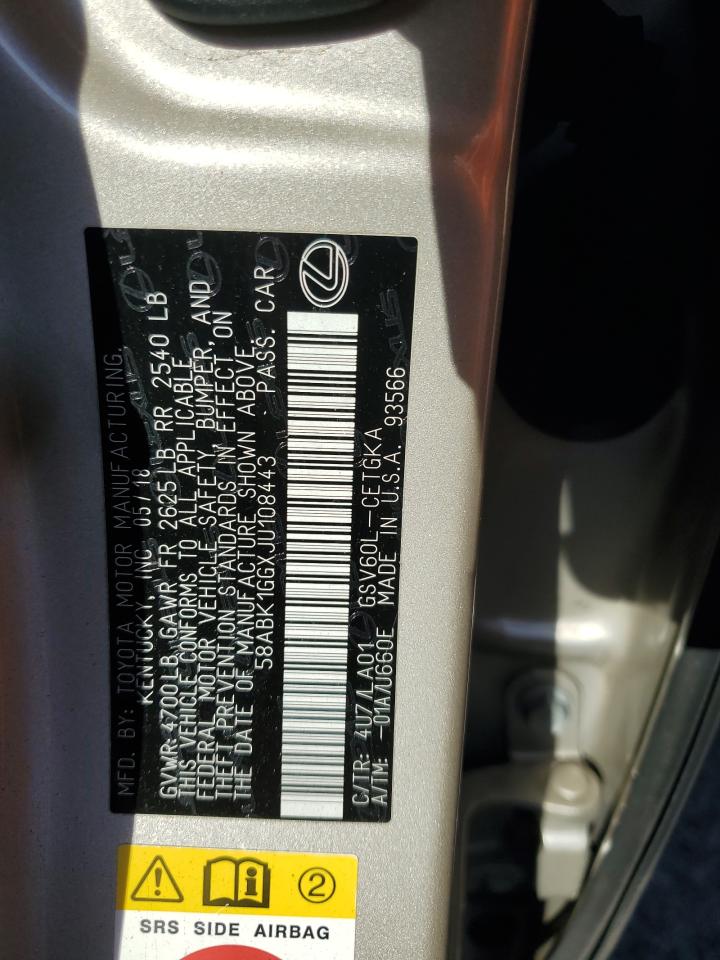 MFD. BY: TOYOTA MOTOR MANUFACTURING,
KENTUCKY, INC. 05/18
GVWR 4700 LB GAWR FR 2625 LB RR 2540 LB
THIS VEHICLE CONFORMS TO ALL APPLICABLE
FEDERAL MOTOR VEHICLE SAFETY, BUMPER, AND
THEFT PREVENTION STANDARDS IN EFFECT ON
THE DATE OF MANUFACTURE SHOWN ABOVE.
58ABK1GGXJU108443 PASS. CAR
C/TR: 4U7/LA01 GSV60L-CETGKA
A/TM: -01A/U660E MADE IN U.S.A. 93566
2
SRS SIDE AIRBAG